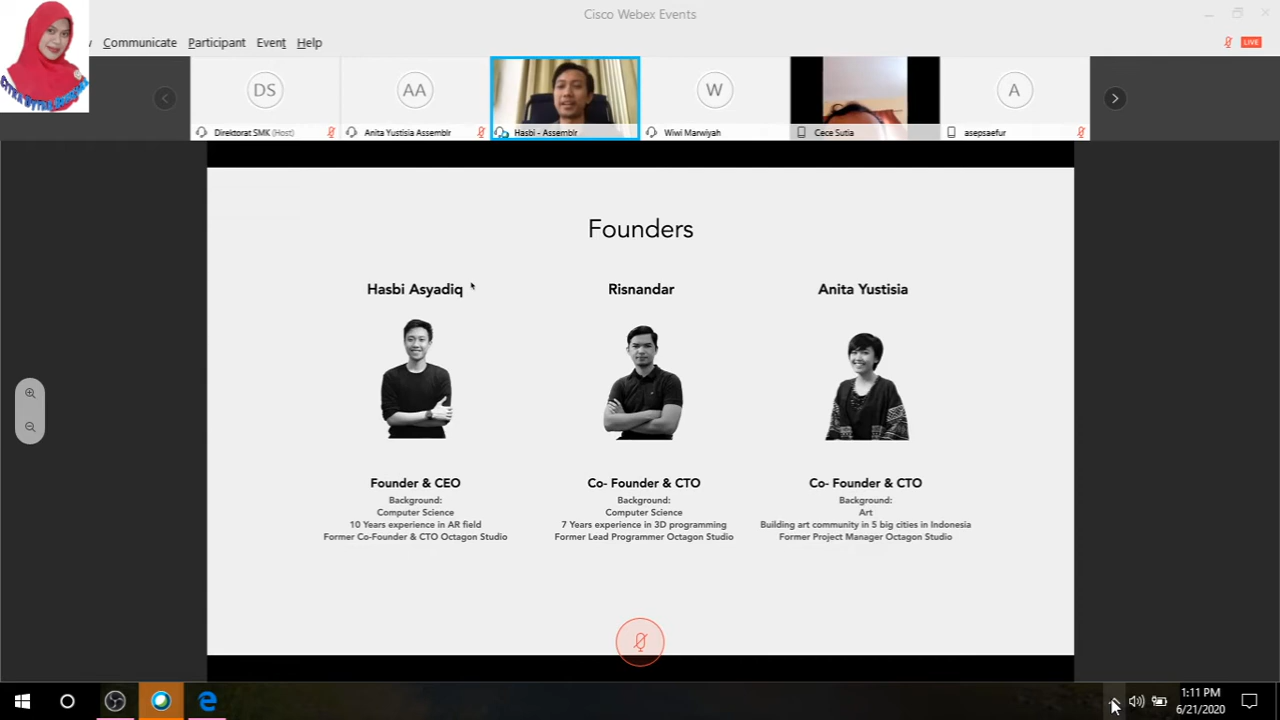 Cisco Webex Events
Communicate Participant Event Help
LIVE
DS AA W A
Direktorat SMK (Host) Anita Yustisia Assemblr Hasbi - Assemblr Wiwi Marwiyah Cece Sutia asepsaefur
Founders
Hasbi Asyadiq Risnandar Anita Yustisia
Founder & CEO Co- Founder & CTO Co- Founder & CTO
Background: Background: Background:
Computer Science Computer Science Art
10 Years experience in AR field 7 Years experience in 3D programming Building art community in 5 big cities in Indonesia
Former Co-Founder & CTO Octagon Studio Former Lead Programmer Octagon Studio Former Project Manager Octagon Studio
1:11 PM
6/21/2020